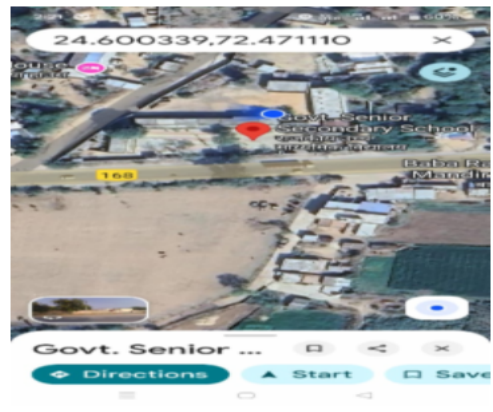 24.600339,72.471110
Govt. Senior
Secondary School
168
Baba Ra
Mandir
Govt. Senior ...
Directions
Start
Save